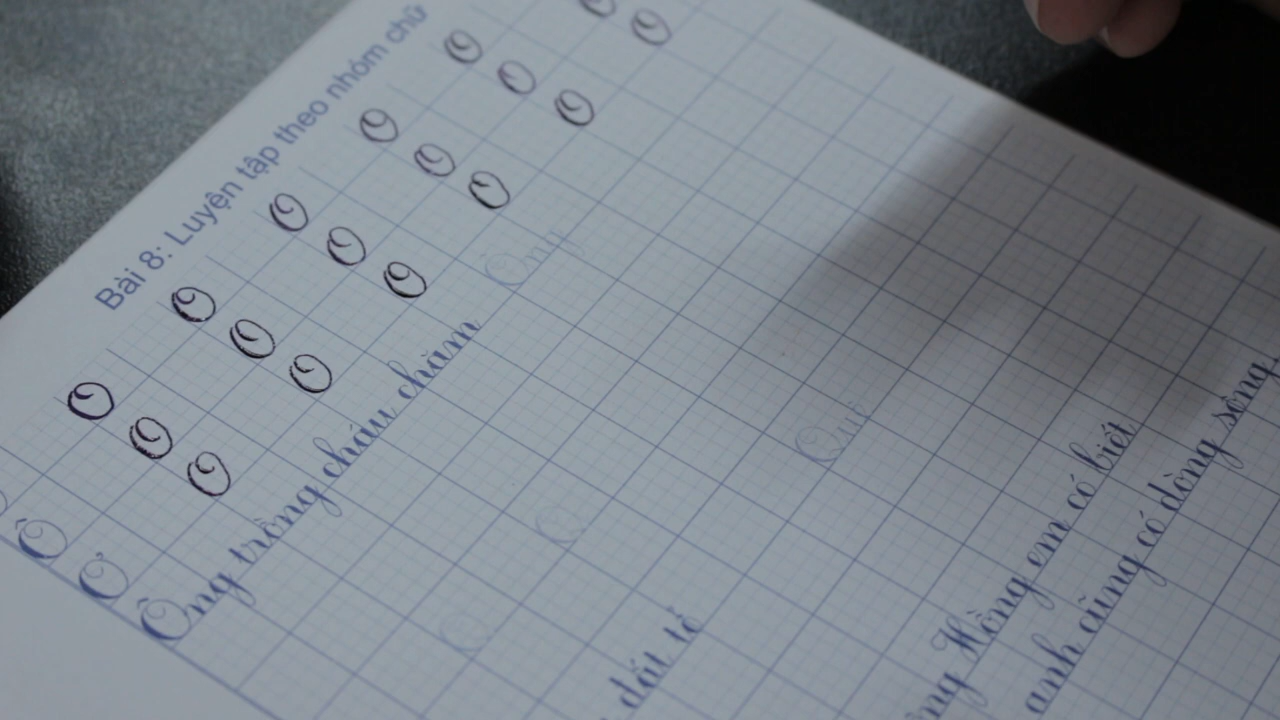 Bài 8: Luyện tập theo nhóm chữ
O O O O O O
Ô O O O O O O
Ơ O O O O O
Ông trồng cháu chăm Ông
O O
đất tổ Quê
Hồng em có biết
anh cũng có dòng sông